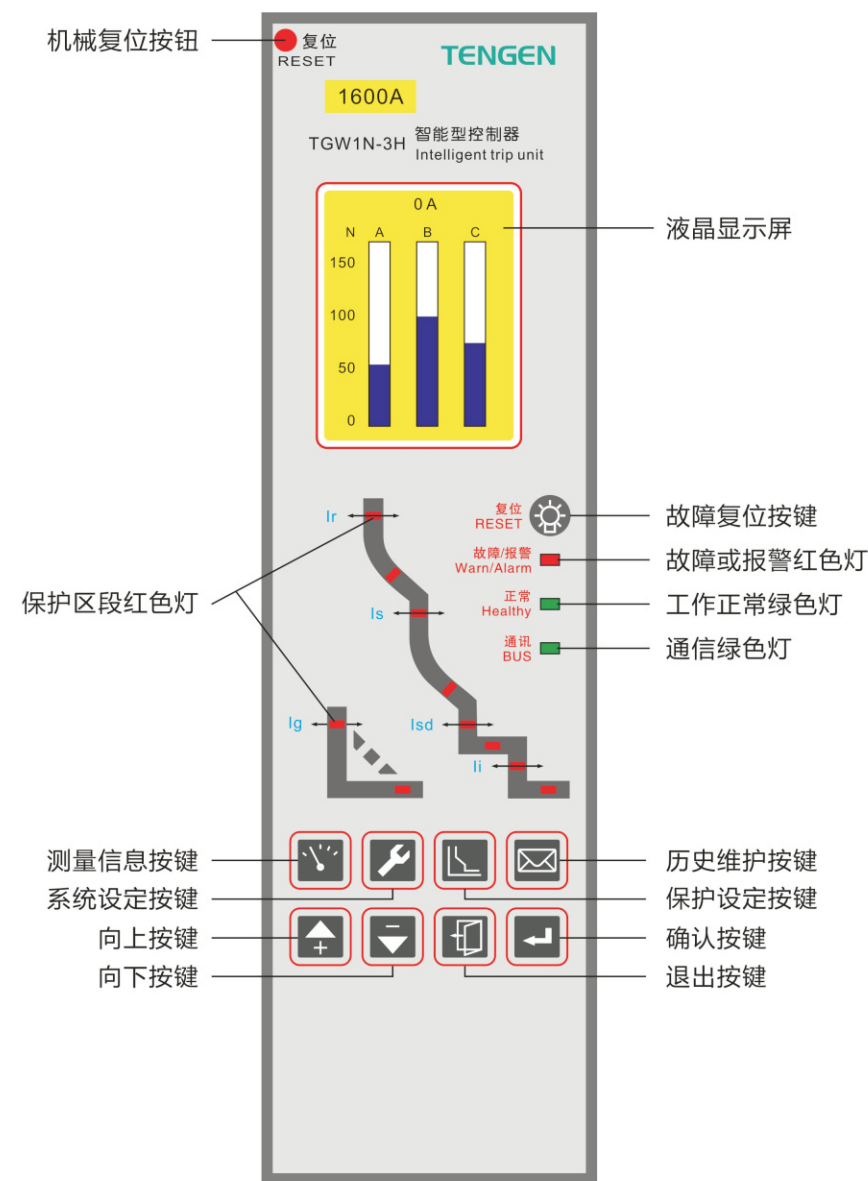 机械复位按钮
复位
RESET
TENGEN
1600A
TGW1N-3H
智能型控制器
Intelligent trip unit
0 A
N A B C
150
100
50
0
液晶显示屏
Ir
复位
RESET
故障复位按键
故障/报警
Warn/Alarm
故障或报警红色灯
保护区段红色灯
Is
正常
Healthy
工作正常绿色灯
通讯
BUS
通信绿色灯
Ig
Isd
Ii
测量信息按键
历史维护按键
系统设定按键
保护设定按键
向上按键
+
−
确认按键
向下按键
退出按键